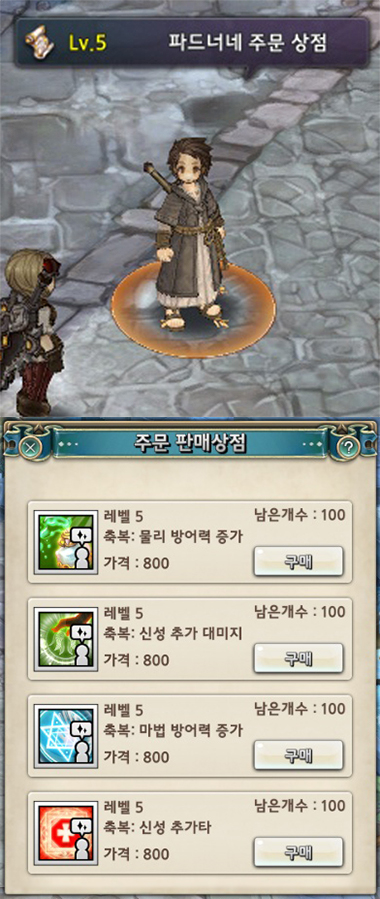 Lv.5 파드너네 주문 상점
주문 판매상점
?
레벨 5 남은개수 : 100
축복: 물리 방어력 증가
가격 : 800 구매
레벨 5 남은개수 : 100
축복: 신성 추가 대미지
가격 : 800 구매
레벨 5 남은개수 : 100
축복: 마법 방어력 증가
가격 : 800 구매
레벨 5 남은개수 : 100
축복: 신성 추가타
가격 : 800 구매